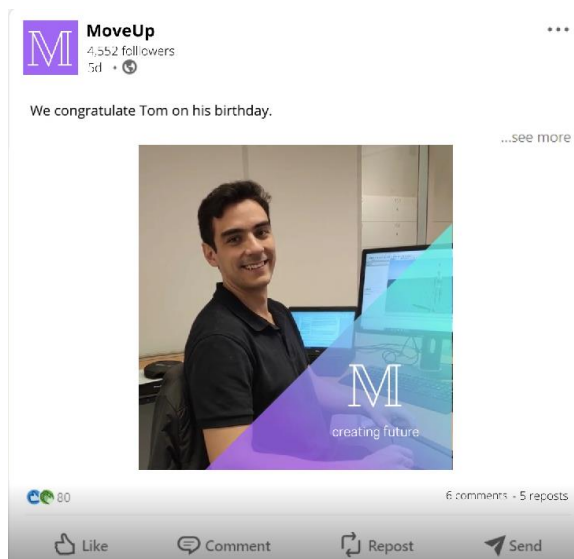 M
MoveUp
4,552 folllowers
5d •
We congratulate Tom on his birthday.
...see more
M
creating future
80
6 comments - 5 reposts
Like
Comment
Repost
Send